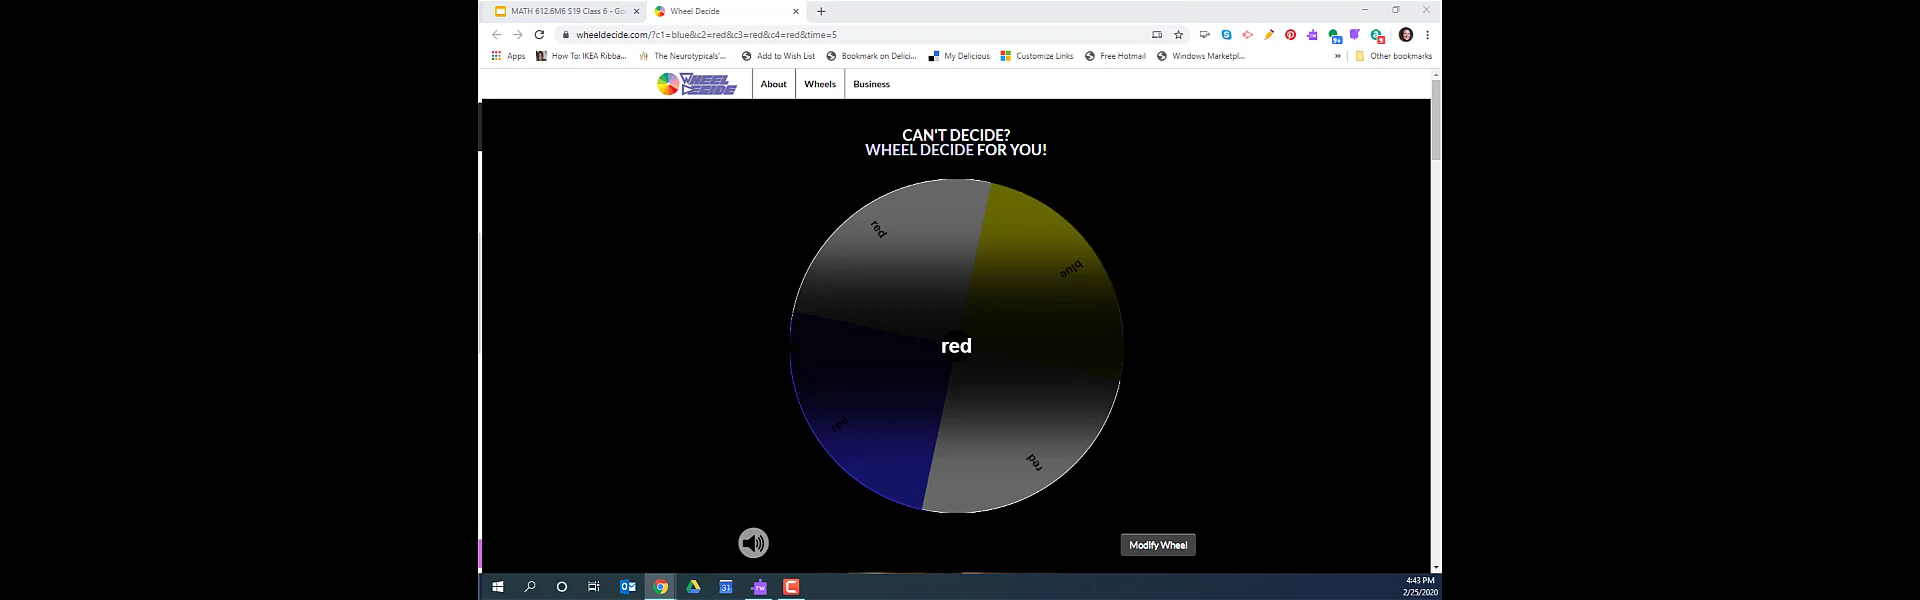 MATH 612.6M6 S19 Class 6 - Goo
Wheel Decide
wheeldecide.com/?c1=blue&c2=red&c3=red&c4=red&time=5
Apps
How To: IKEA Ribba...
The Neurotypicals'...
Add to Wish List
Bookmark on Delici...
My Delicious
Customize Links
Free Hotmail
Windows Marketpl...
»
Other bookmarks
WHEEL DECIDE
About
Wheels
Business
CAN'T DECIDE?
WHEEL DECIDE FOR YOU!
red
blue
red
red
red
Modify Wheel
4:43 PM
2/25/2020